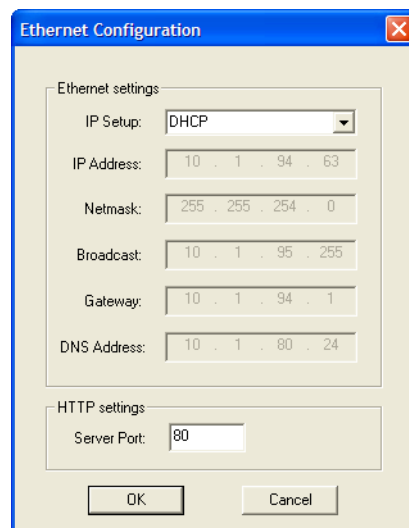 Ethernet Configuration
Ethernet settings
IP Setup: DHCP
IP Address: 10 . 1 . 94 . 63
Netmask: 255 . 255 . 254 . 0
Broadcast: 10 . 1 . 95 . 255
Gateway: 10 . 1 . 94 . 1
DNS Address: 10 . 1 . 80 . 24
HTTP settings
Server Port: 80
OK Cancel